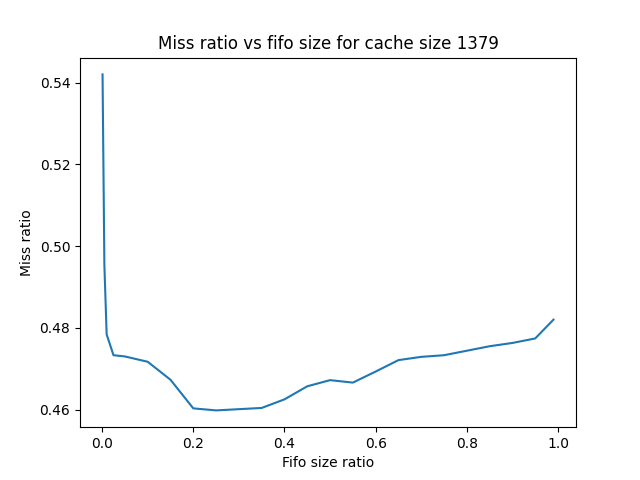 Miss ratio vs fifo size for cache size 1379
0.54
0.52
0.50
0.48
0.46
Miss ratio
0.0 0.2 0.4 0.6 0.8 1.0
Fifo size ratio